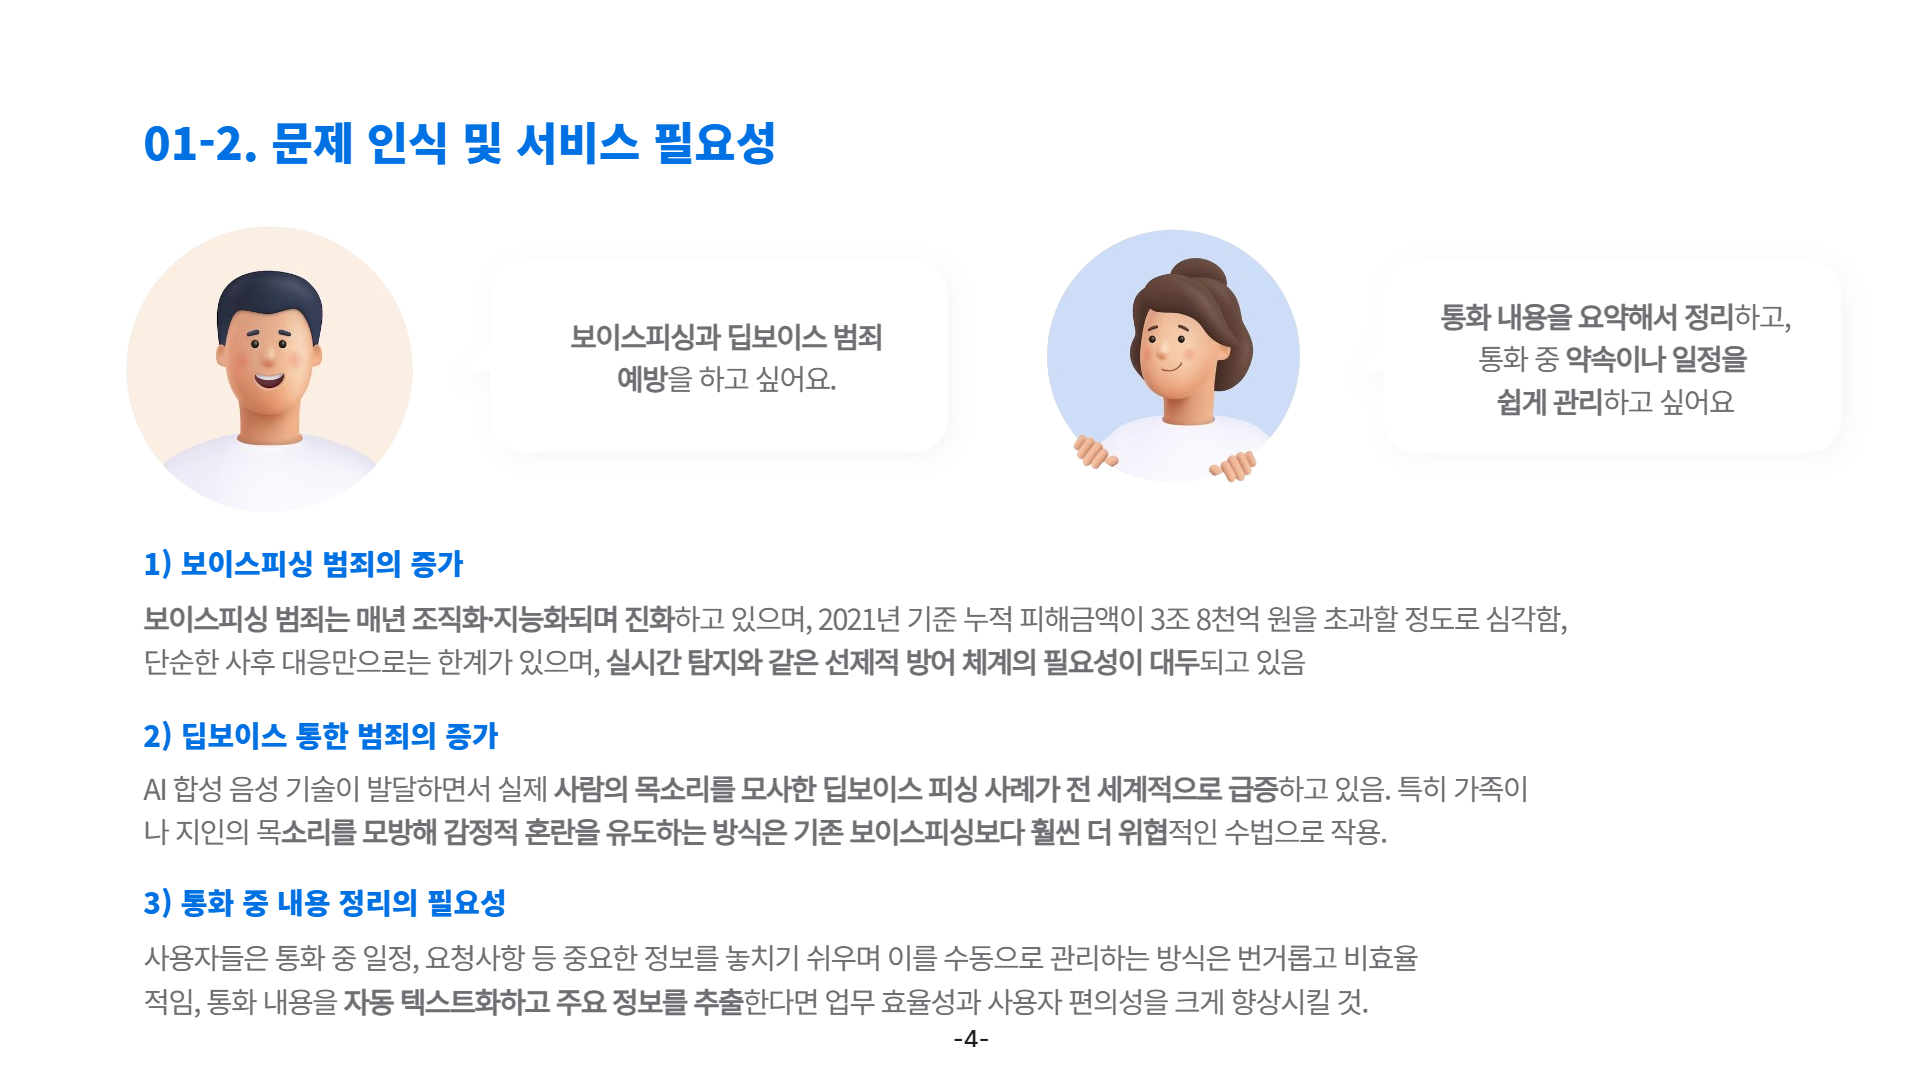 01-2. 문제 인식 및 서비스 필요성
보이스피싱과 딥보이스 범죄
예방을 하고 싶어요.
통화 내용을 요약해서 정리하고,
통화 중 약속이나 일정을
쉽게 관리하고 싶어요
1) 보이스피싱 범죄의 증가
보이스피싱 범죄는 매년 조직화·지능화되며 진화하고 있으며, 2021년 기준 누적 피해금액이 3조 8천억 원을 초과할 정도로 심각함,
단순한 사후 대응만으로는 한계가 있으며, 실시간 탐지와 같은 선제적 방어 체계의 필요성이 대두되고 있음
2) 딥보이스 통한 범죄의 증가
AI 합성 음성 기술이 발달하면서 실제 사람의 목소리를 모사한 딥보이스 피싱 사례가 전 세계적으로 급증하고 있음. 특히 가족이
나 지인의 목소리를 모방해 감정적 혼란을 유도하는 방식은 기존 보이스피싱보다 훨씬 더 위협적인 수법으로 작용.
3) 통화 중 내용 정리의 필요성
사용자들은 통화 중 일정, 요청사항 등 중요한 정보를 놓치기 쉬우며 이를 수동으로 관리하는 방식은 번거롭고 비효율
적임, 통화 내용을 자동 텍스트화하고 주요 정보를 추출한다면 업무 효율성과 사용자 편의성을 크게 향상시킬 것.
-4-